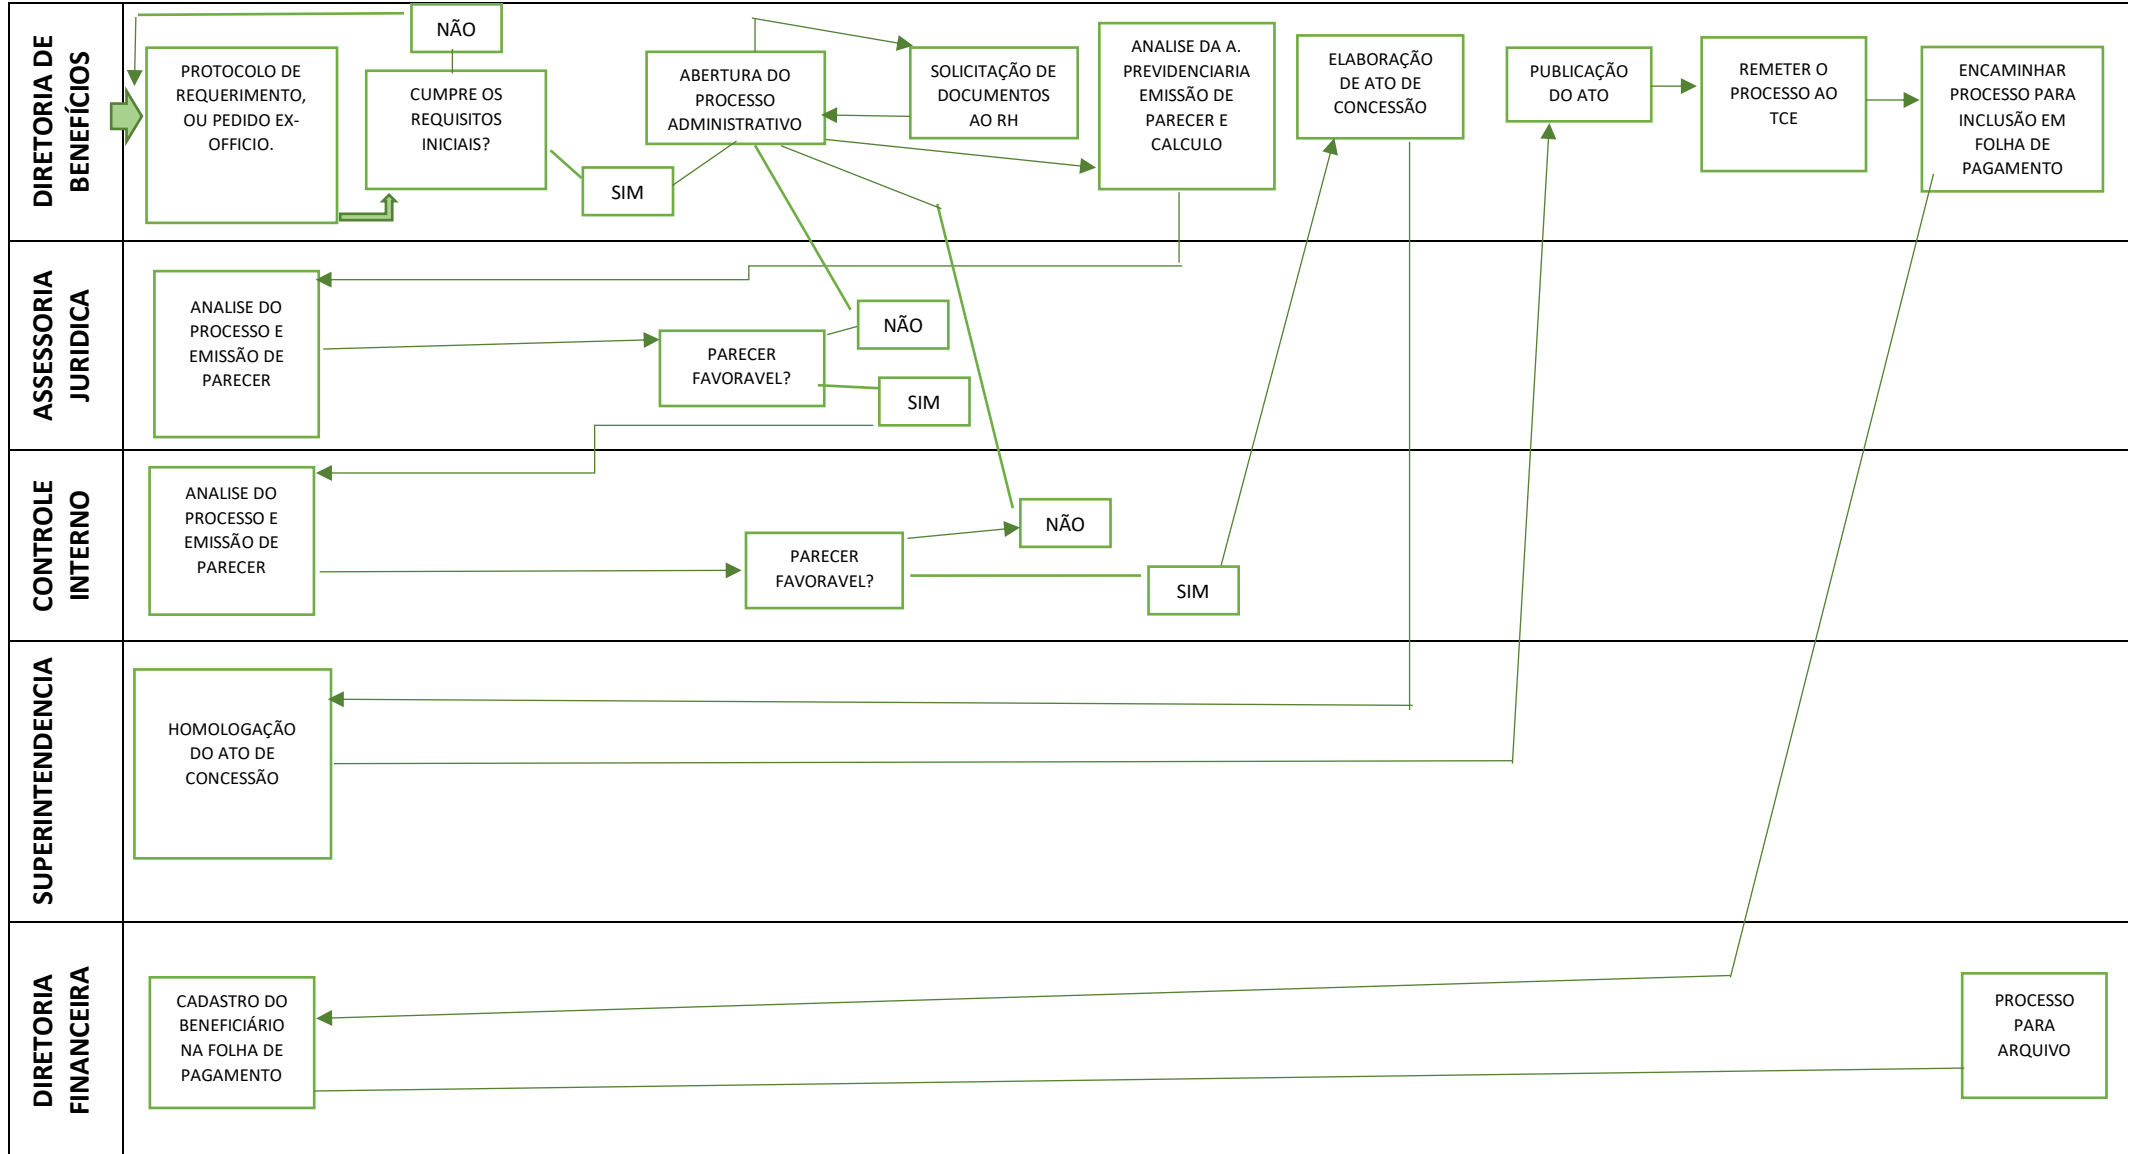 DIRETORIA DE
BENEFÍCIOS
NÃO
PROTOCOLO DE
REQUERIMENTO,
OU PEDIDO EX-
OFFICIO.
CUMPRE OS
REQUISITOS
INICIAIS?
SIM
ABERTURA DO
PROCESSO
ADMINISTRATIVO
SOLICITAÇÃO DE
DOCUMENTOS
AO RH
ANALISE DA A.
PREVIDENCIARIA
EMISSÃO DE
PARECER E
CALCULO
ELABORAÇÃO
DE ATO DE
CONCESSÃO
PUBLICAÇÃO
DO ATO
REMETER O
PROCESSO AO
TCE
ENCAMINHAR
PROCESSO PARA
INCLUSÃO EM
FOLHA DE
PAGAMENTO
ASSESSORIA
JURIDICA
ANALISE DO
PROCESSO E
EMISSÃO DE
PARECER
PARECER
FAVORAVEL?
NÃO
SIM
CONTROLE
INTERNO
ANALISE DO
PROCESSO E
EMISSÃO DE
PARECER
PARECER
FAVORAVEL?
NÃO
SIM
SUPERINTENDENCIA
HOMOLOGAÇÃO
DO ATO DE
CONCESSÃO
DIRETORIA
FINANCEIRA
CADASTRO DO
BENEFICIÁRIO
NA FOLHA DE
PAGAMENTO
PROCESSO
PARA
ARQUIVO